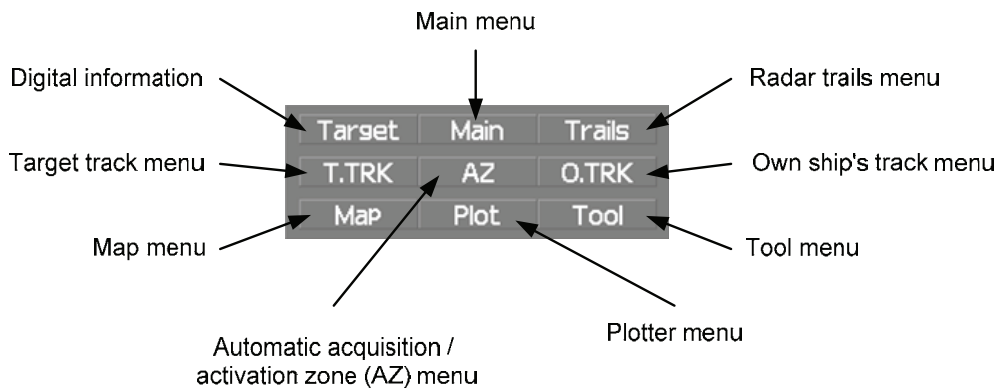 Main menu
Digital information
Radar trails menu
Target Main Trails
Target track menu
T.TRK AZ O.TRK
Own ship's track menu
Map Plot Tool
Map menu
Tool menu
Plotter menu
Automatic acquisition /
activation zone (AZ) menu